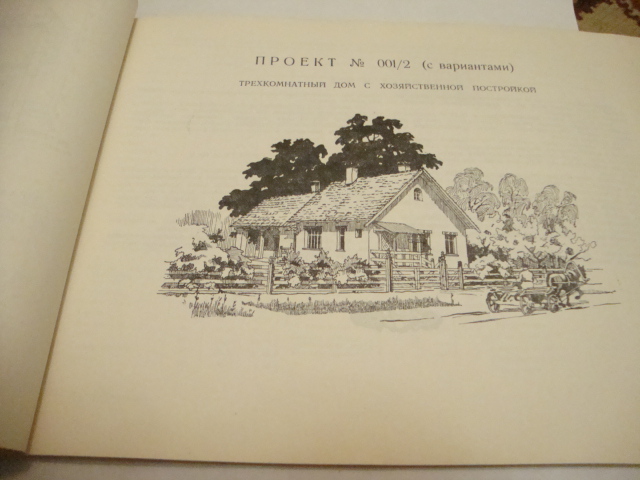 ПРОЕКТ № 001/2 (с вариантами)
ТРЕХКОМНАТНЫЙ ДОМ С ХОЗЯЙСТВЕННОЙ ПОСТРОЙКОЙ